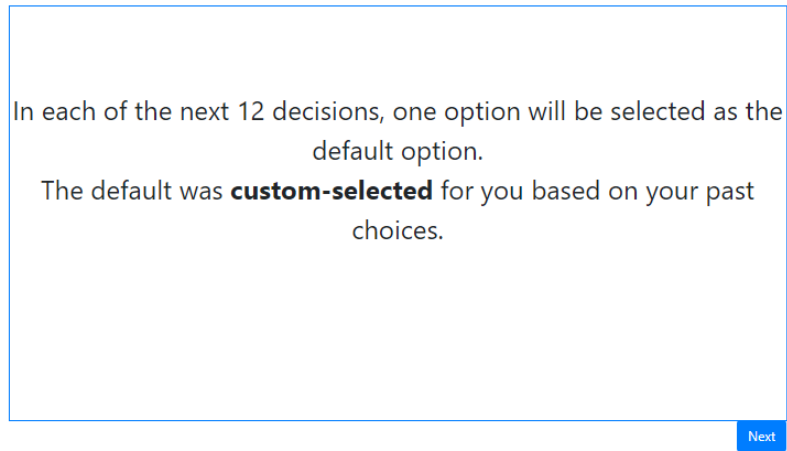 In each of the next 12 decisions, one option will be selected as the
default option.
The default was custom-selected for you based on your past
choices.
Next